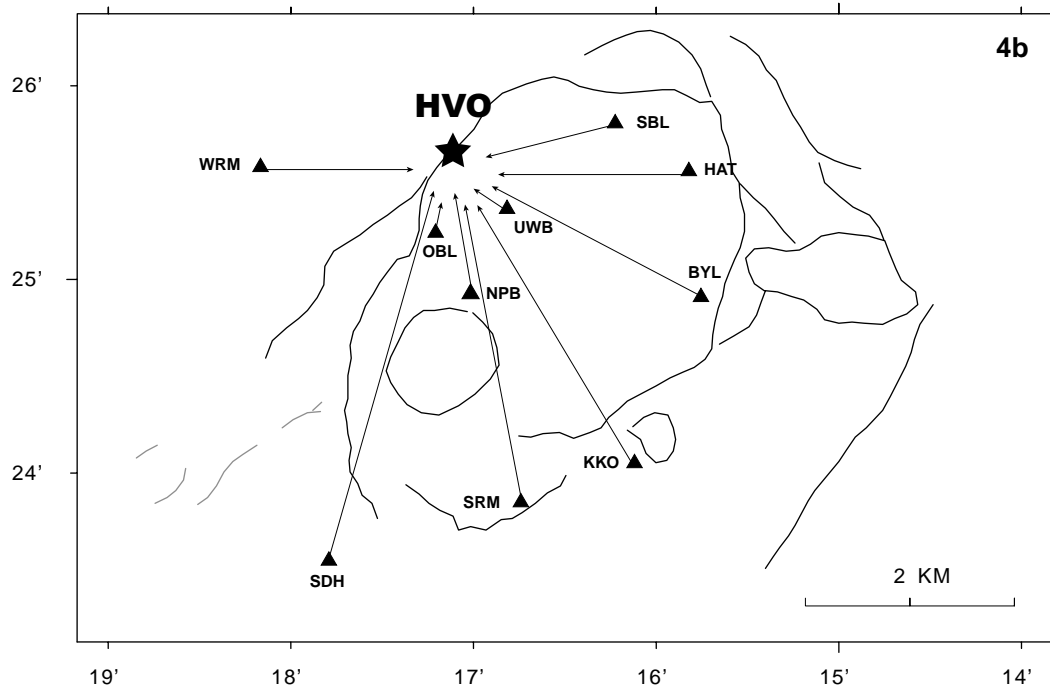 4b
26’
HVO
SBL
WRM
HAT
UWB
OBL
BYL
25’
NPB
KKO
24’
SRM
2 KM
SDH
19’ 18’ 17’ 16’ 15’ 14’